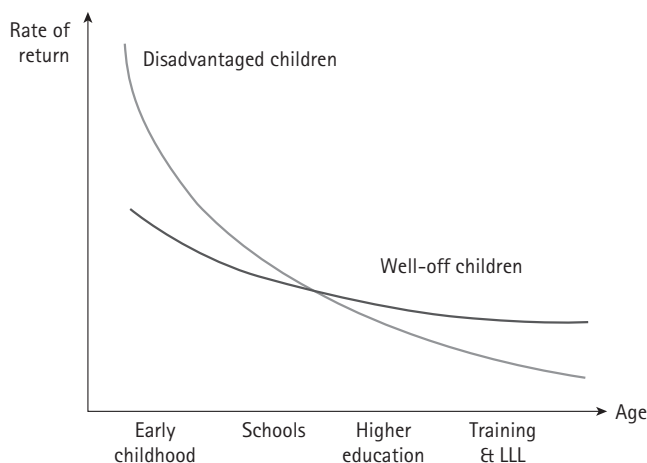 Rate of
return
Disadvantaged children
Well-off children
Age
Early
childhood
Schools
Higher
education
Training
& LLL